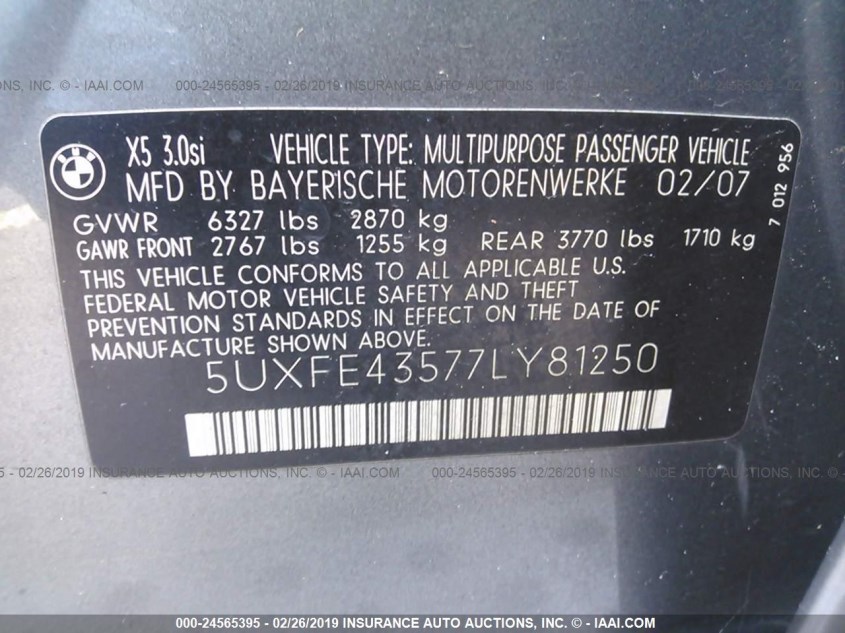 INC. © - IAAI.COM 000-24565395 - 02/26/2019 INSURANCE AUTO AUCTIONS, INC. © - IAAI.COM
BMW
X5 3.0si VEHICLE TYPE: MULTIPURPOSE PASSENGER VEHICLE
MFD BY BAYERISCHE MOTORENWERKE 02/07
GVWR 6327 lbs 2870 kg
GAWR FRONT 2767 lbs 1255 kg REAR 3770 lbs 1710 kg
THIS VEHICLE CONFORMS TO ALL APPLICABLE U.S.
FEDERAL MOTOR VEHICLE SAFETY AND THEFT
PREVENTION STANDARDS IN EFFECT ON THE DATE OF
MANUFACTURE SHOWN ABOVE.
5UXFE43577LY81250
7 012 956
- 02/26/2019 INSURANCE AUTO AUCTIONS, INC. © - IAAI.COM 000-24565395 - 02/26/2019 INSURANCE AUTO AUCTIONS,
000-24565395 - 02/26/2019 INSURANCE AUTO AUCTIONS, INC. © - IAAI.COM